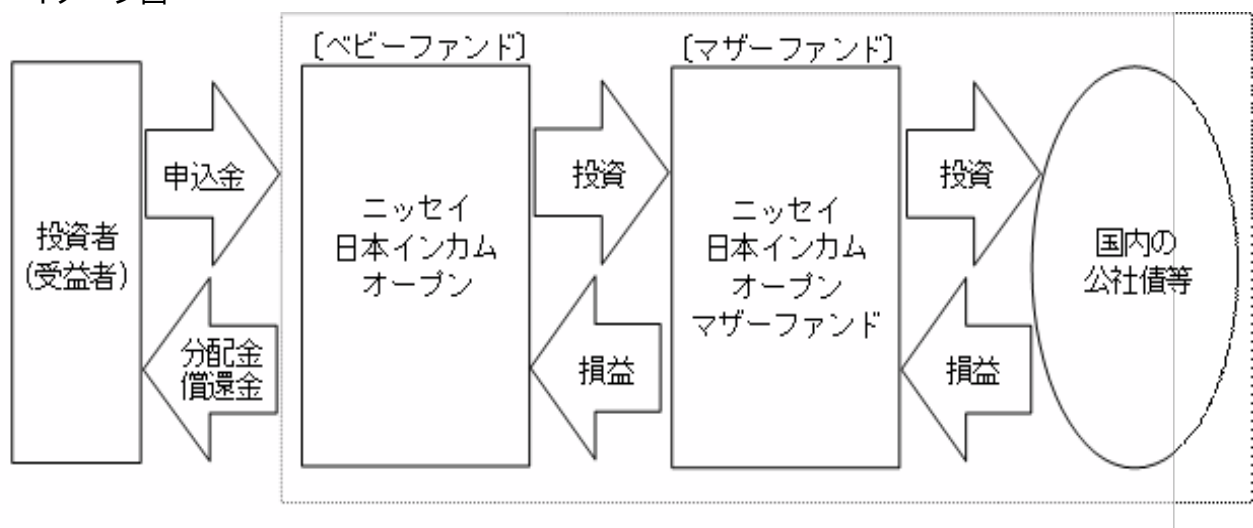 〔ベビーファンド〕
〔マザーファンド〕
投資者
(受益者)
申込金
分配金
償還金
ニッセイ
日本インカム
オープン
投資
損益
ニッセイ
日本インカム
オープン
マザーファンド
投資
損益
国内の
公社債等